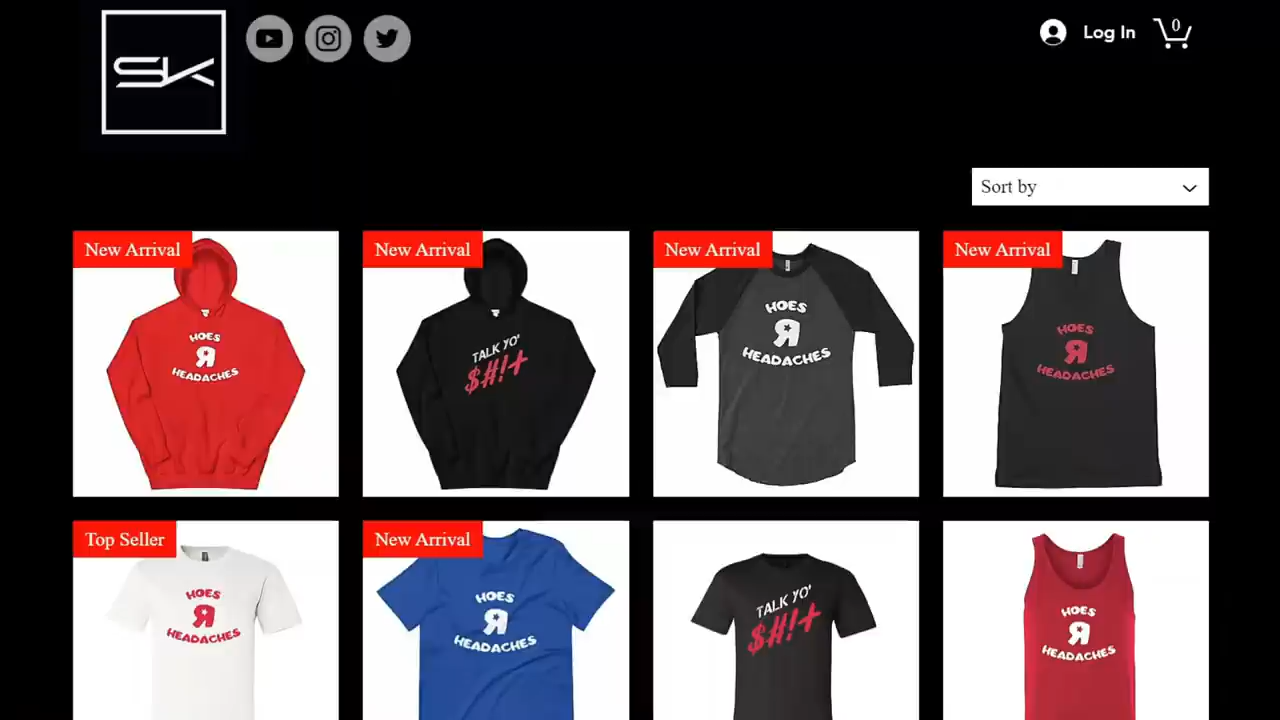 SK
Log In
0
Sort by
New Arrival
New Arrival
New Arrival
New Arrival
HOES
Я
HEADACHES
TALK YO'
$#!+
HOES
Я
HEADACHES
HOES
Я
HEADACHES
Top Seller
New Arrival
HOES
Я
HEADACHES
HOES
Я
HEADACHES
TALK YO'
$#!+
HOES
Я
HEADACHES